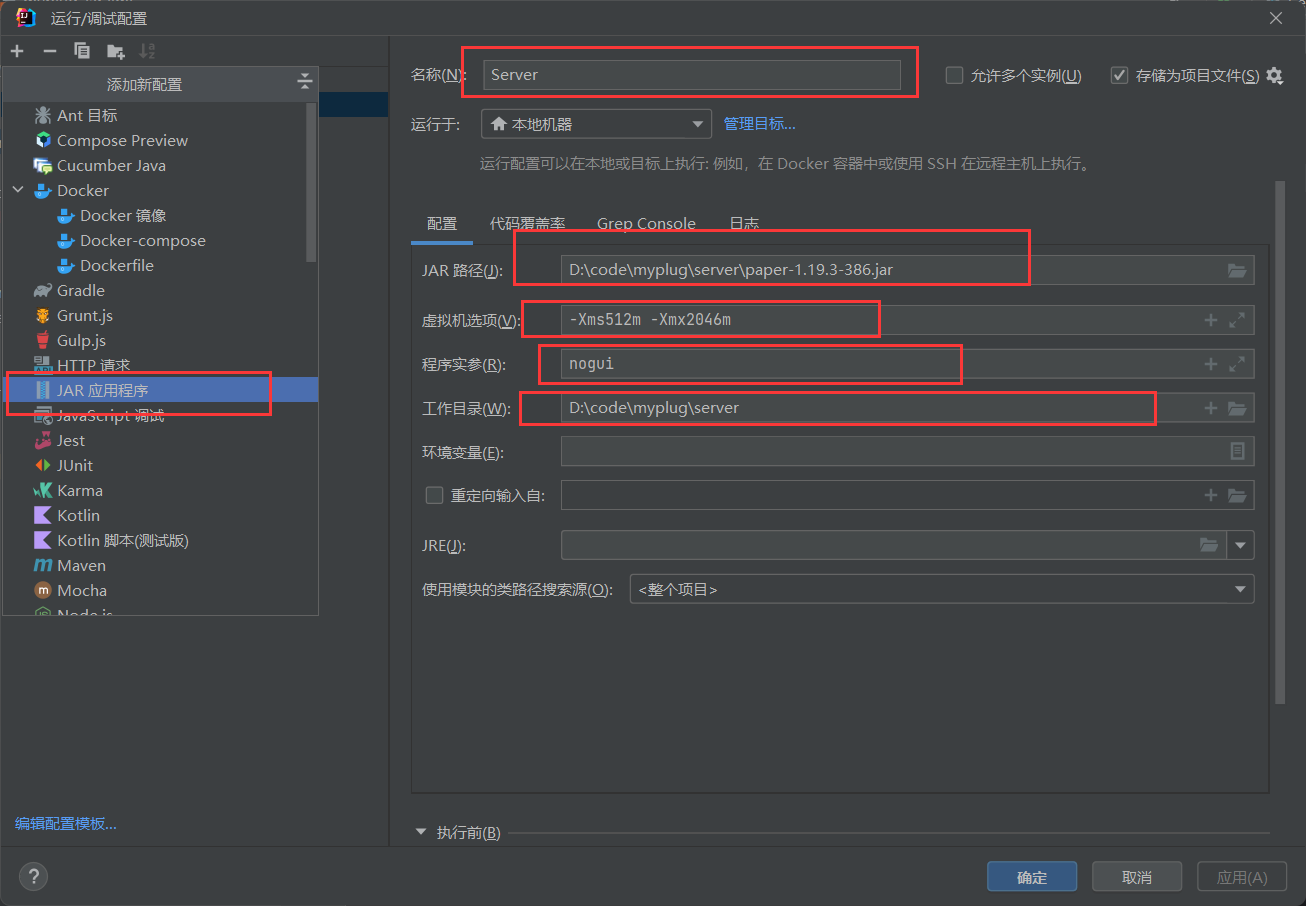 运行/调试配置
添加新配置
Ant 目标
Compose Preview
Cucumber Java
Docker
Docker 镜像
Docker-compose
Dockerfile
Gradle
Grunt.js
Gulp.js
HTTP 请求
JAR 应用程序
JavaScript 调试
Jest
JUnit
Karma
Kotlin
Kotlin 脚本(测试版)
Maven
Mocha
Node.js
编辑配置模板...
名称(N): Server 允许多个实例(U) 存储为项目文件(S)
运行于: 本地机器 管理目标...
运行配置可以在本地或目标上执行: 例如，在 Docker 容器中或使用 SSH 在远程主机上执行。
配置 代码覆盖率 Grep Console 日志
JAR 路径(J): D:\code\myplug\server\paper-1.19.3-386.jar
虚拟机选项(V): -Xms512m -Xmx2046m
程序实参(R): nogui
工作目录(W): D:\code\myplug\server
环境变量(E):
重定向输入自:
JRE(J):
使用模块的类路径搜索源(O): <整个项目>
执行前(B)
? 确定 取消 应用(A)